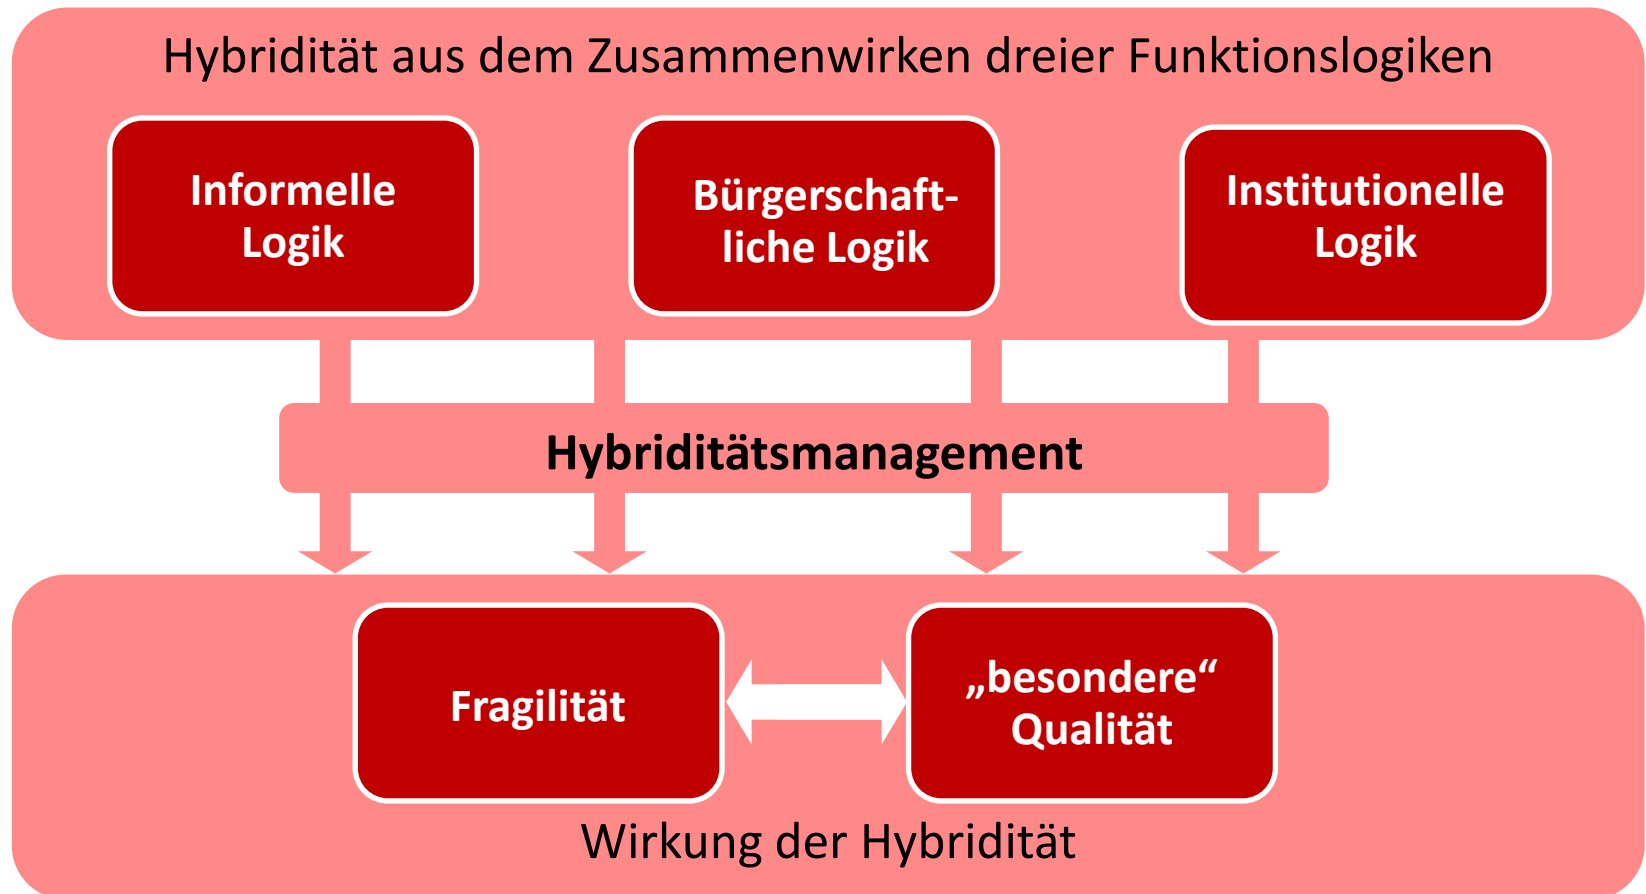 Hybridität aus dem Zusammenwirken dreier Funktionslogiken
Informelle
Logik
Bürgerschaft-
liche Logik
Institutionelle
Logik
Hybriditätsmanagement
Fragilität
„besondere“
Qualität
Wirkung der Hybridität